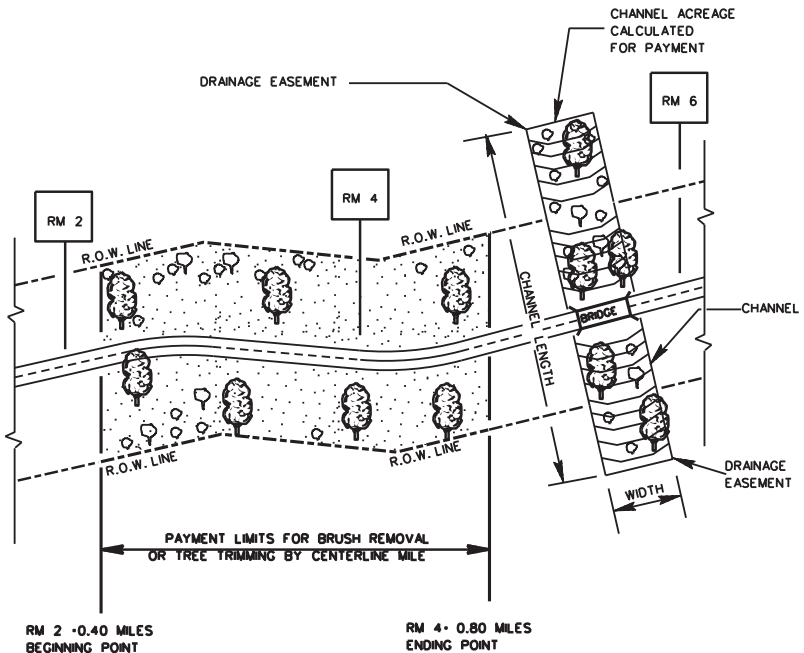 CHANNEL ACREAGE
CALCULATED
FOR PAYMENT
DRAINAGE EASEMENT
RM 6
RM 4
RM 2
R.O.W. LINE
R.O.W. LINE
CHANNEL LENGTH
BRIDGE
CHANNEL
R.O.W. LINE
R.O.W. LINE
DRAINAGE
EASEMENT
WIDTH
PAYMENT LIMITS FOR BRUSH REMOVAL
OR TREE TRIMMING BY CENTERLINE MILE
RM 2 +0.40 MILES
BEGINNING POINT
RM 4+ 0.80 MILES
ENDING POINT